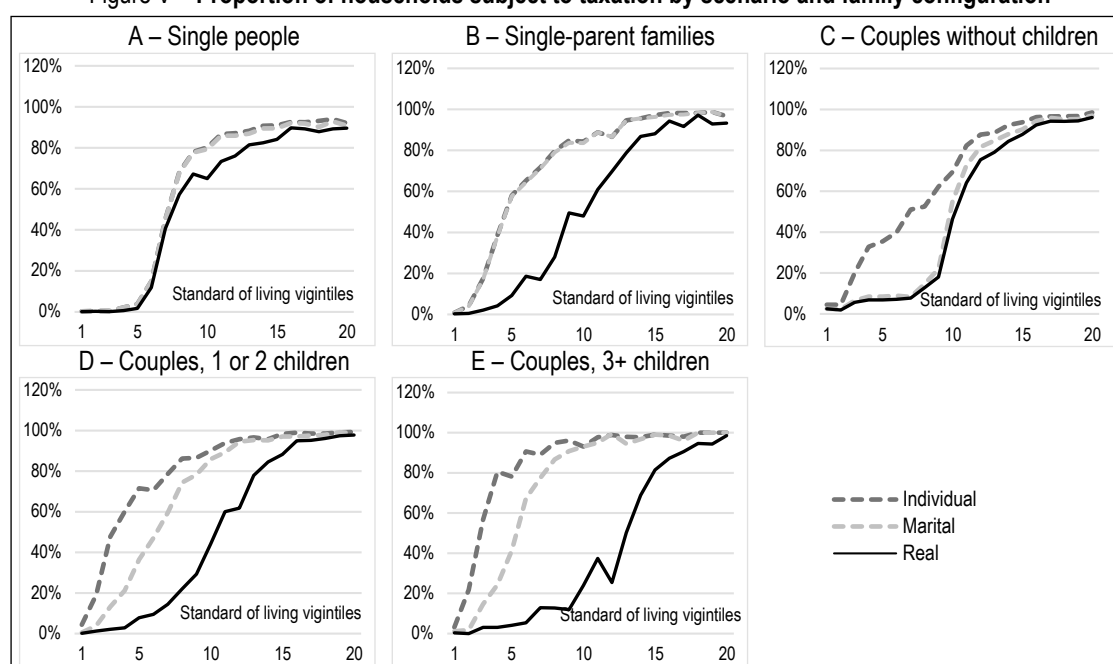 Figure V – Proportion of households subject to taxation by scenario and family configuration
A – Single people
120%
100%
80%
60%
40%
20%
0%
Standard of living vigintiles
1 5 10 15 20
B – Single-parent families
120%
100%
80%
60%
40%
20%
0%
Standard of living vigintiles
1 5 10 15 20
C – Couples without children
120%
100%
80%
60%
40%
20%
0%
Standard of living vigintiles
1 5 10 15 20
D – Couples, 1 or 2 children
120%
100%
80%
60%
40%
20%
0%
Standard of living vigintiles
1 5 10 15 20
E – Couples, 3+ children
120%
100%
80%
60%
40%
20%
0%
Standard of living vigintiles
1 5 10 15 20
Individual
Marital
Real